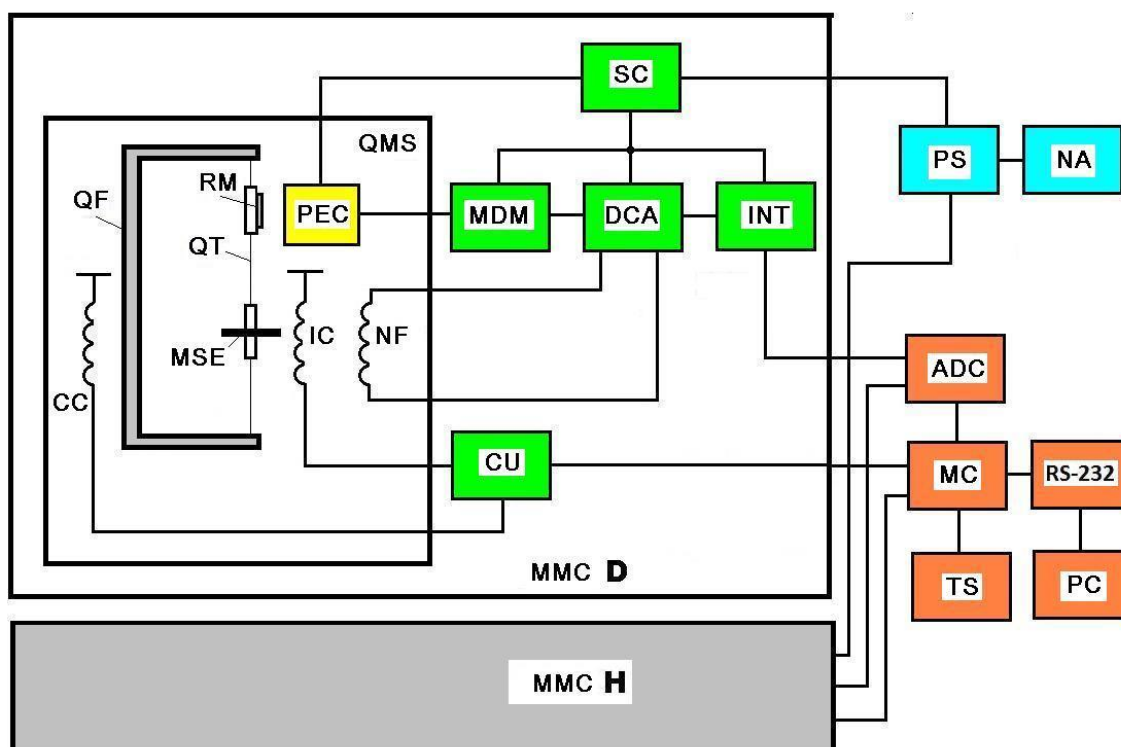 SC
QMS
PS
NA
RM
QF
PEC
MDM
DCA
INT
QT
IC
NF
MSE
ADC
CC
CU
MC
RS-232
MMC D
TS
PC
MMC H